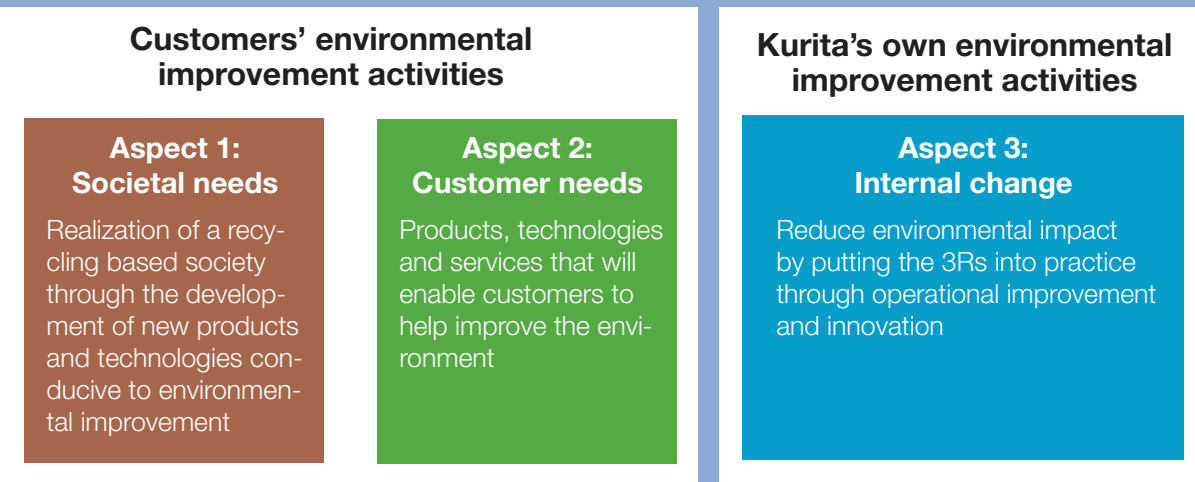 Customers’ environmental
improvement activities
Aspect 1:
Societal needs
Realization of a recy-
cling based society
through the develop-
ment of new products
and technologies con-
ducive to environmen-
tal improvement
Aspect 2:
Customer needs
Products, technologies
and services that will
enable customers to
help improve the envi-
ronment
Kurita’s own environmental
improvement activities
Aspect 3:
Internal change
Reduce environmental impact
by putting the 3Rs into practice
through operational improvement
and innovation